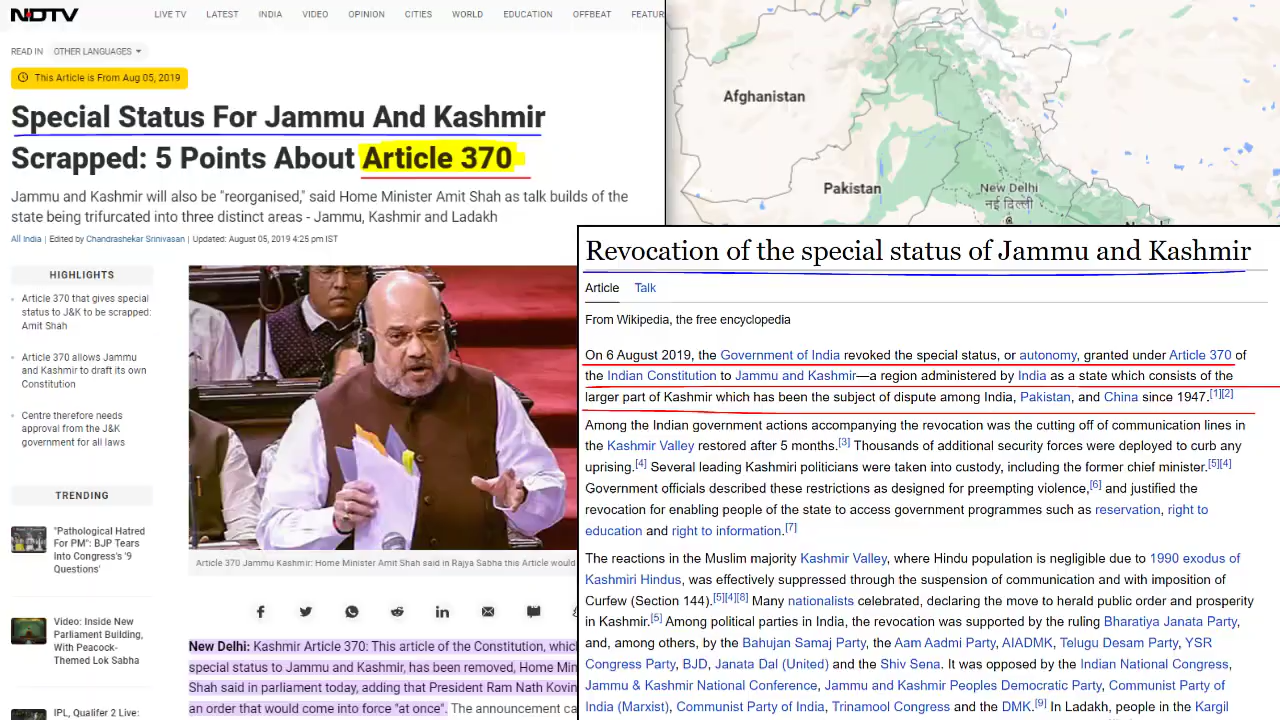 NDTV
LIVE TV LATEST INDIA VIDEO OPINION CITIES WORLD EDUCATION OFFBEAT FEATUR
READ IN OTHER LANGUAGES
This Article is From Aug 05, 2019
Special Status For Jammu And Kashmir
Scrapped: 5 Points About Article 370
Jammu and Kashmir will also be "reorganised," said Home Minister Amit Shah as talk builds of the
state being trifurcated into three distinct areas - Jammu, Kashmir and Ladakh
All India | Edited by Chandrashekar Srinivasan | Updated: August 05, 2019 4:25 pm IST
HIGHLIGHTS
Article 370 that gives special
status to J&K to be scrapped:
Amit Shah
Article 370 allows Jammu
and Kashmir to draft its own
Constitution
Centre therefore needs
approval from the J&K
government for all laws
TRENDING
"Pathological Hatred
For PM": BJP Tears
Into Congress's '9
Questions'
Video: Inside New
Parliament Building,
With Peacock-
Themed Lok Sabha
IPL, Qualifer 2 Live:
Article 370 Jammu Kashmir: Home Minister Amit Shah said in Rajya Sabha this Article would
New Delhi: Kashmir Article 370: This article of the Constitution, whic
special status to Jammu and Kashmir, has been removed, Home Min
Shah said in parliament today, adding that President Ram Nath Kovin
an order that would come into force "at once". The announcement ca
Afghanistan
Pakistan
New Delhi
नई दिल्ली
Revocation of the special status of Jammu and Kashmir
Article Talk
From Wikipedia, the free encyclopedia
On 6 August 2019, the Government of India revoked the special status, or autonomy, granted under Article 370 of
the Indian Constitution to Jammu and Kashmir—a region administered by India as a state which consists of the
larger part of Kashmir which has been the subject of dispute among India, Pakistan, and China since 1947.[1][2]
Among the Indian government actions accompanying the revocation was the cutting off of communication lines in
the Kashmir Valley restored after 5 months.[3] Thousands of additional security forces were deployed to curb any
uprising.[4] Several leading Kashmiri politicians were taken into custody, including the former chief minister.[5][4]
Government officials described these restrictions as designed for preempting violence,[6] and justified the
revocation for enabling people of the state to access government programmes such as reservation, right to
education and right to information.[7]
The reactions in the Muslim majority Kashmir Valley, where Hindu population is negligible due to 1990 exodus of
Kashmiri Hindus, was effectively suppressed through the suspension of communication and with imposition of
Curfew (Section 144).[5][4][8] Many nationalists celebrated, declaring the move to herald public order and prosperity
in Kashmir.[5] Among political parties in India, the revocation was supported by the ruling Bharatiya Janata Party,
and, among others, by the Bahujan Samaj Party, the Aam Aadmi Party, AIADMK, Telugu Desam Party, YSR
Congress Party, BJD, Janata Dal (United) and the Shiv Sena. It was opposed by the Indian National Congress,
Jammu & Kashmir National Conference, Jammu and Kashmir Peoples Democratic Party, Communist Party of
India (Marxist), Communist Party of India, Trinamool Congress and the DMK.[9] In Ladakh, people in the Kargil